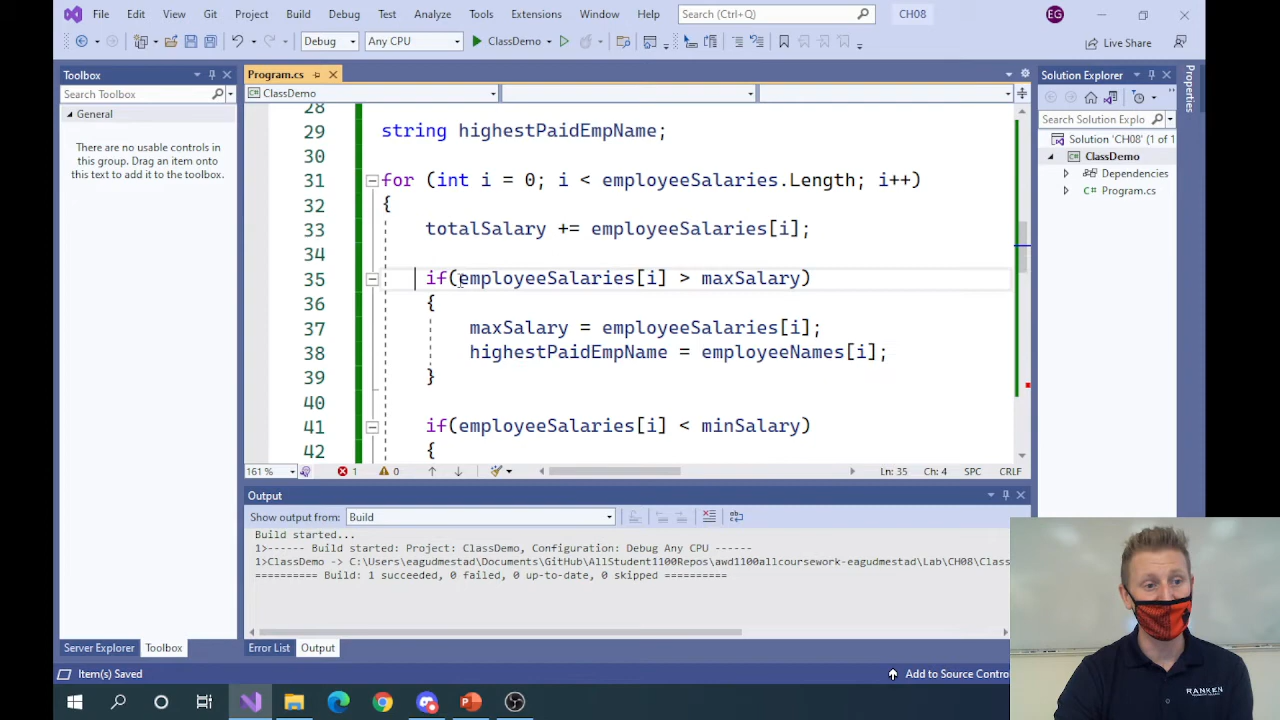 File Edit View Git Project Build Debug Test Analyze Tools Extensions Window Help Search (Ctrl+Q) CH08 EG
Debug Any CPU ClassDemo Live Share
Toolbox
Search Toolbox
General
There are no usable controls in
this group. Drag an item onto
this text to add it to the toolbox.
Server Explorer Toolbox
Program.cs
ClassDemo
28
29 string highestPaidEmpName;
30
31 for (int i = 0; i < employeeSalaries.Length; i++)
32 {
33 totalSalary += employeeSalaries[i];
34
35 if(employeeSalaries[i] > maxSalary)
36 {
37 maxSalary = employeeSalaries[i];
38 highestPaidEmpName = employeeNames[i];
39 }
40
41 if(employeeSalaries[i] < minSalary)
42 {
161 % 1 0 Ln: 35 Ch: 4 SPC CRLF
Output
Show output from: Build
Build started...
1>------ Build started: Project: ClassDemo, Configuration: Debug Any CPU ------
1>ClassDemo -> C:\Users\eagudmestad\Documents\GitHub\AllStudent1100Repos\awd1100allcoursework-eagudmestad\Lab\CH08\Class
========== Build: 1 succeeded, 0 failed, 0 up-to-date, 0 skipped ==========
Error List Output
Solution Explorer
Search Solution Explo
Solution 'CH08' (1 of 1
ClassDemo
Dependencies
C# Program.cs
Properties
Item(s) Saved Add to Source Contro
RANKEN